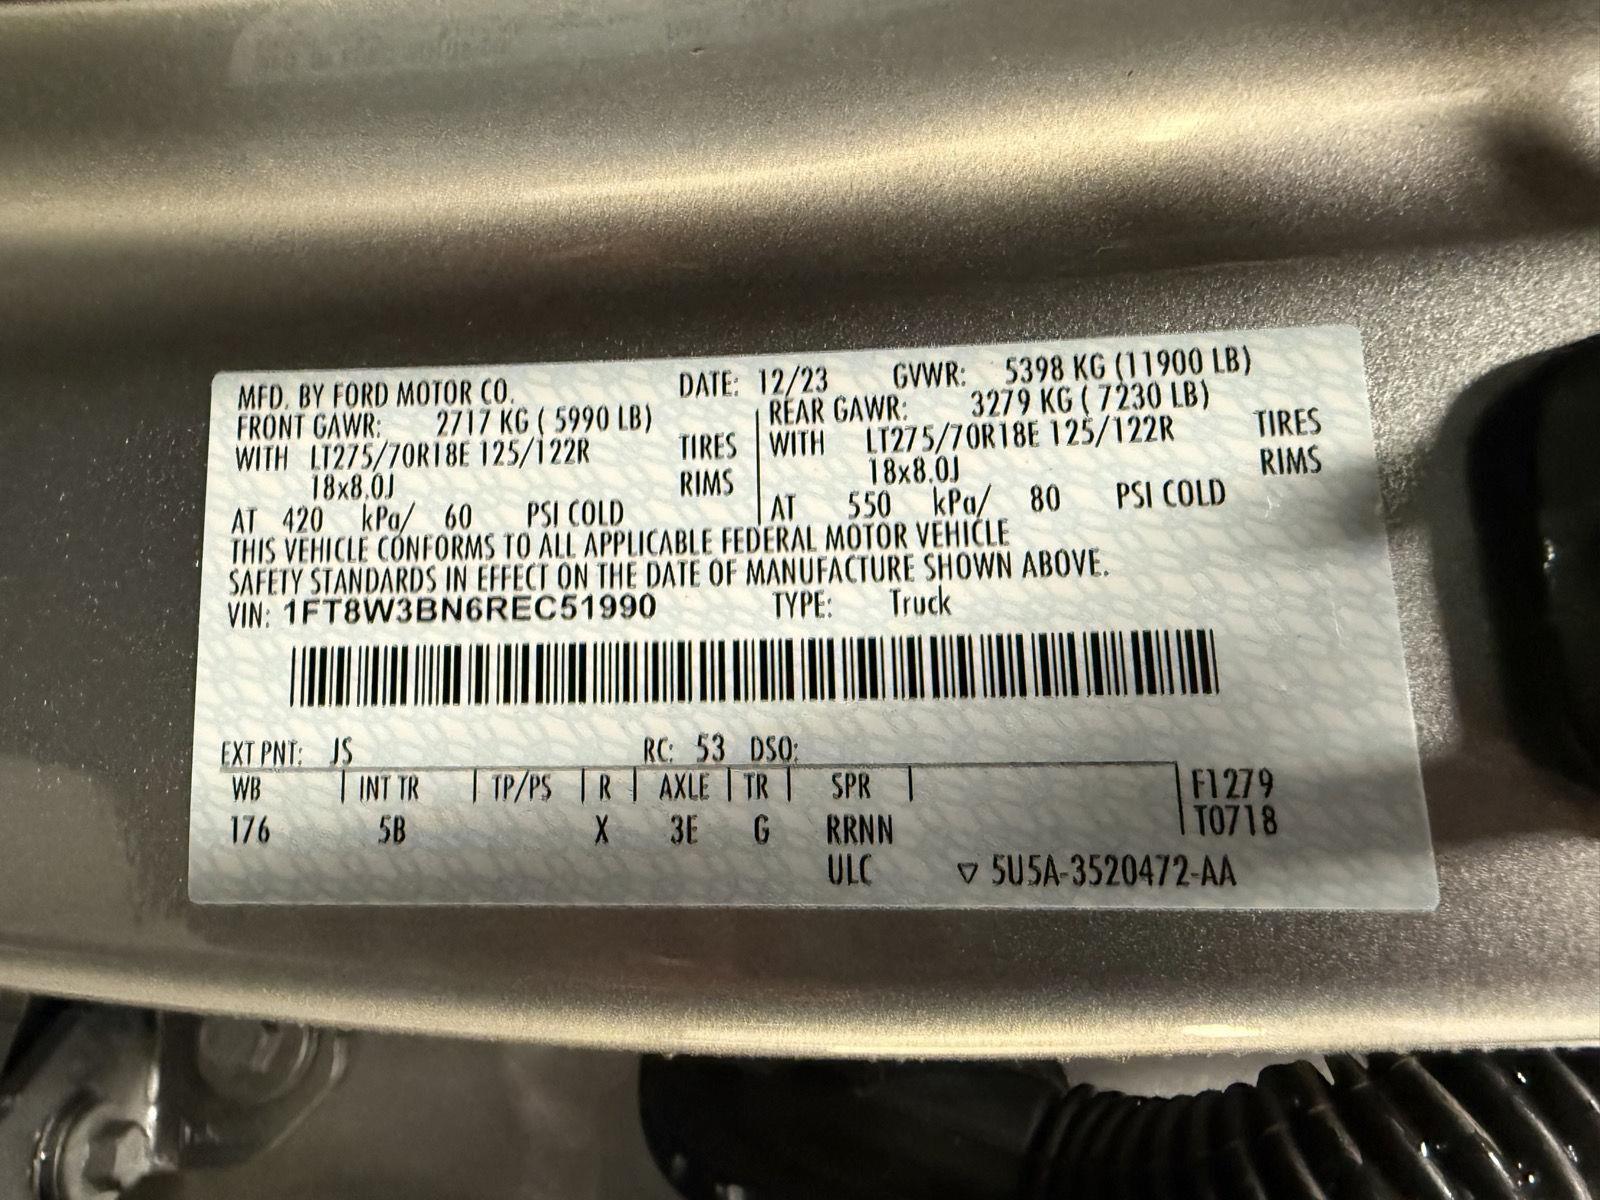 MFD. BY FORD MOTOR CO. DATE: 12/23 GVWR: 5398 KG (11900 LB)
FRONT GAWR: 2717 KG ( 5990 LB) REAR GAWR: 3279 KG ( 7230 LB)
WITH LT275/70R18E 125/122R TIRES WITH LT275/70R18E 125/122R TIRES
18x8.0J RIMS 18x8.0J RIMS
AT 420 kPa/ 60 PSI COLD AT 550 kPa/ 80 PSI COLD
THIS VEHICLE CONFORMS TO ALL APPLICABLE FEDERAL MOTOR VEHICLE
SAFETY STANDARDS IN EFFECT ON THE DATE OF MANUFACTURE SHOWN ABOVE.
VIN: 1FT8W3BN6REC51990 TYPE: Truck
EXT PNT: JS RC: 53 DSO:
WB INT TR TP/PS R AXLE TR SPR F1279
176 5B X 3E G RRNN T0718
ULC ▽ 5U5A-3520472-AA